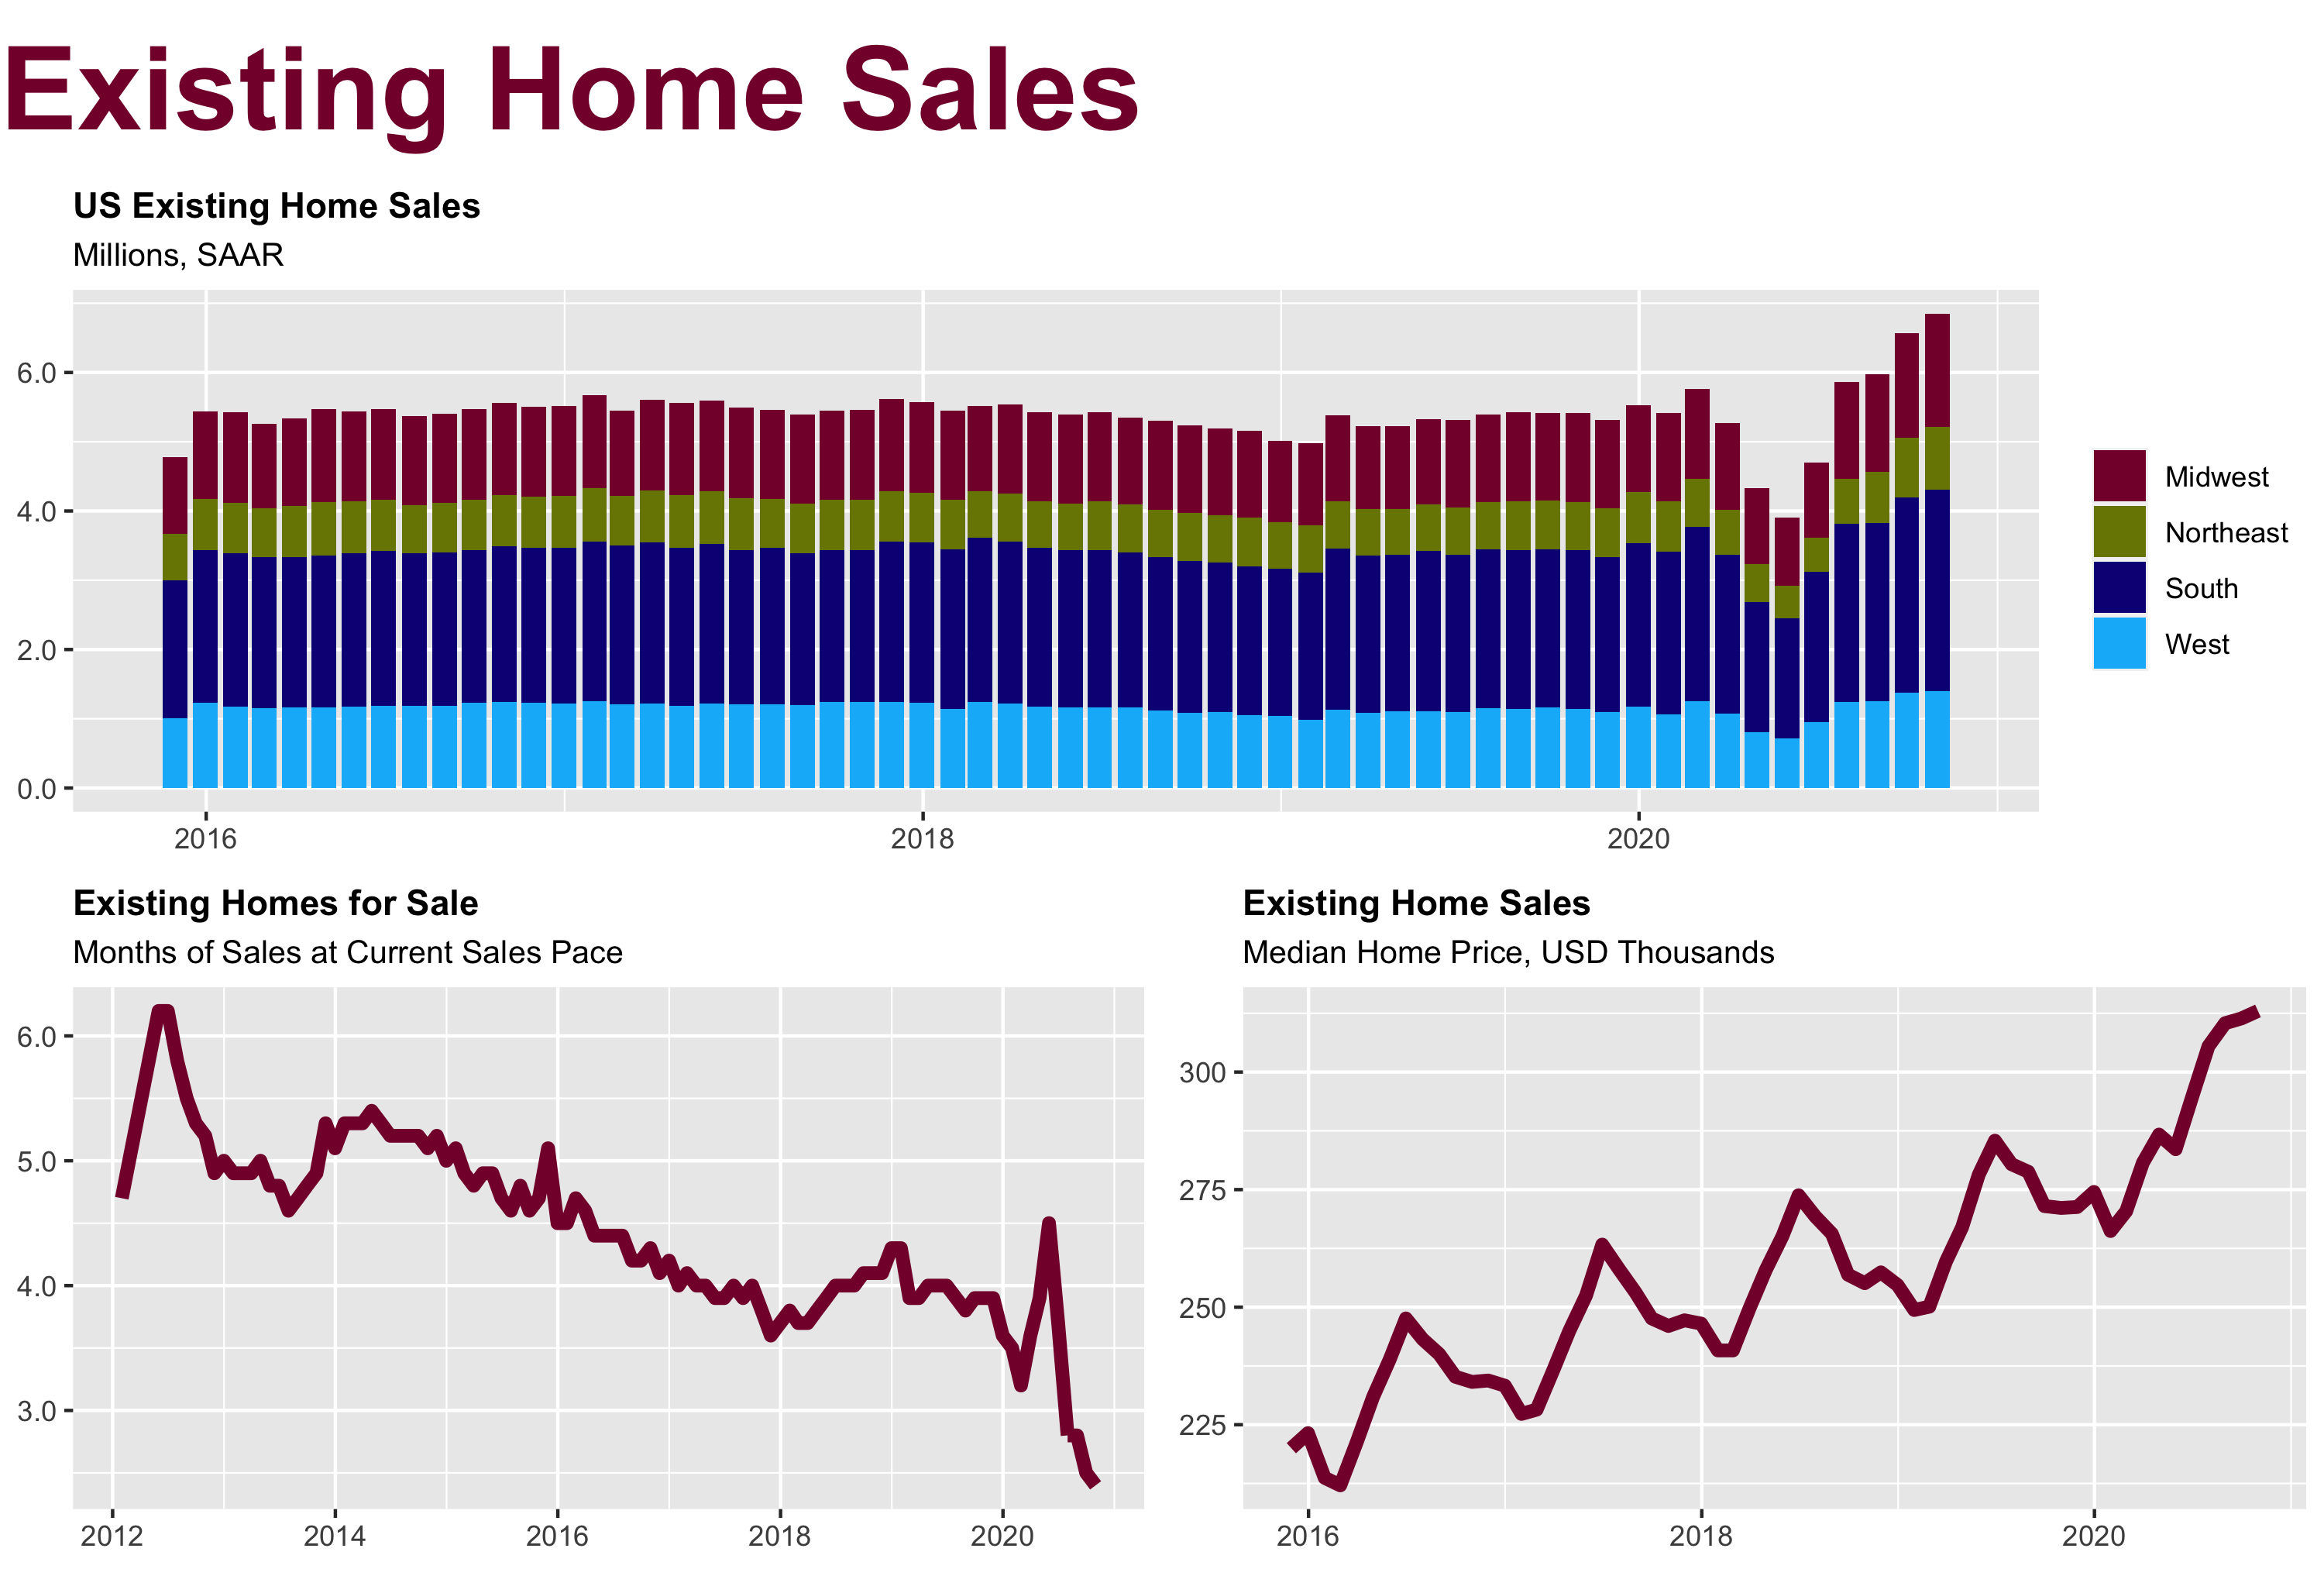 Existing Home Sales
US Existing Home Sales
Millions, SAAR
6.0
4.0
2.0
0.0
2016 2018 2020
Midwest
Northeast
South
West
Existing Homes for Sale
Months of Sales at Current Sales Pace
6.0
5.0
4.0
3.0
2012 2014 2016 2018 2020
Existing Home Sales
Median Home Price, USD Thousands
300
275
250
225
2016 2018 2020